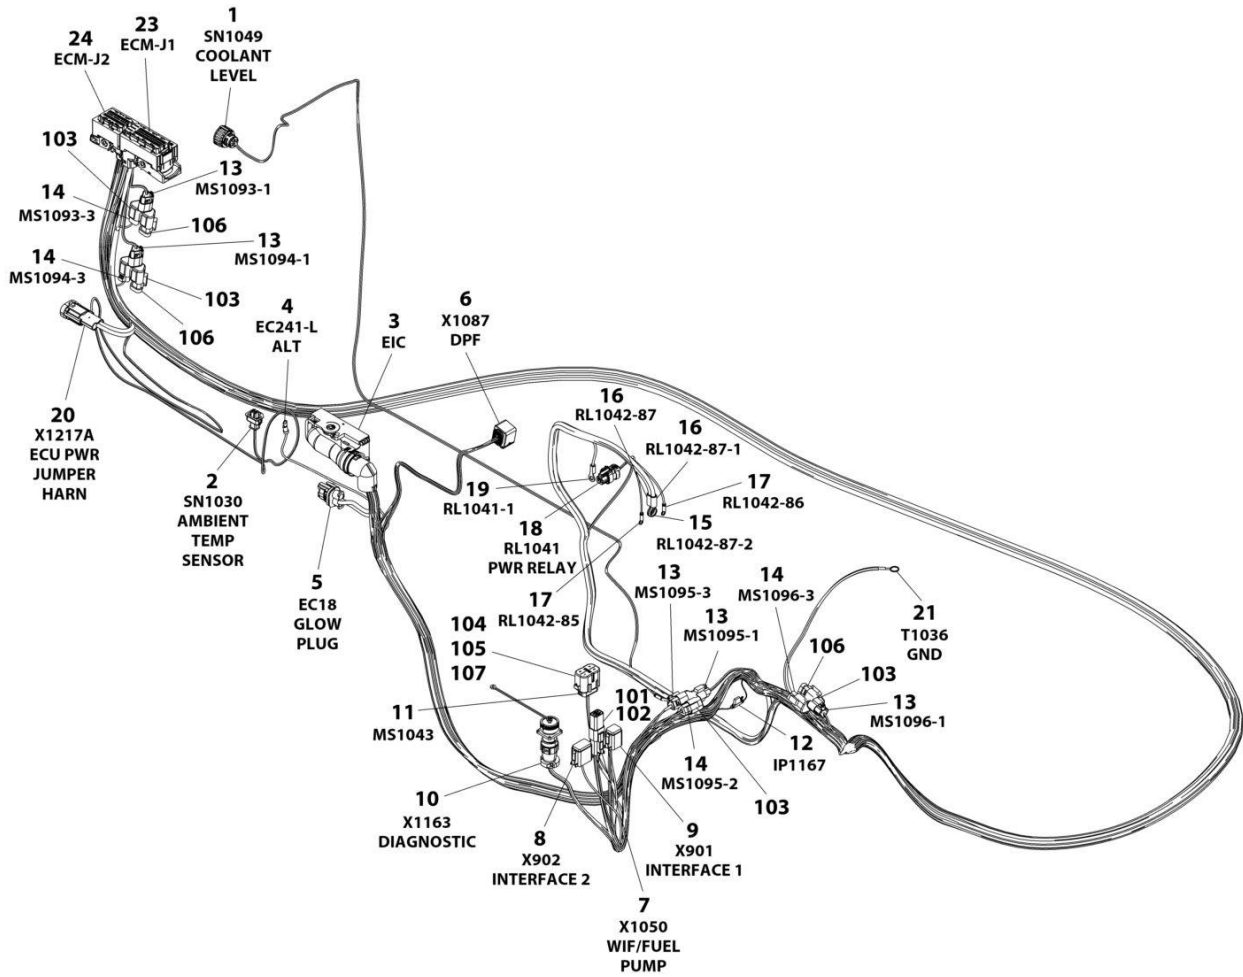 1
SN1049
COOLANT
LEVEL
23
ECM-J1
24
ECM-J2
103
13
MS1093-1
14
MS1093-3
106
13
MS1094-1
14
MS1094-3
103
106
4
EC241-L
ALT
3
EIC
6
X1087
DPF
20
X1217A
ECU PWR
JUMPER
HARN
2
SN1030
AMBIENT
TEMP
SENSOR
5
EC18
GLOW
PLUG
16
RL1042-87
16
RL1042-87-1
19
RL1041-1
17
RL1042-86
18
RL1041
PWR RELAY
15
RL1042-87-2
17
RL1042-85
13
MS1095-3
13
MS1095-1
14
MS1096-3
21
T1036
GND
106
103
13
MS1096-1
104
105
107
11
MS1043
101
102
12
IP1167
14
MS1095-2
103
10
X1163
DIAGNOSTIC
8
X902
INTERFACE 2
9
X901
INTERFACE 1
7
X1050
WIF/FUEL
PUMP